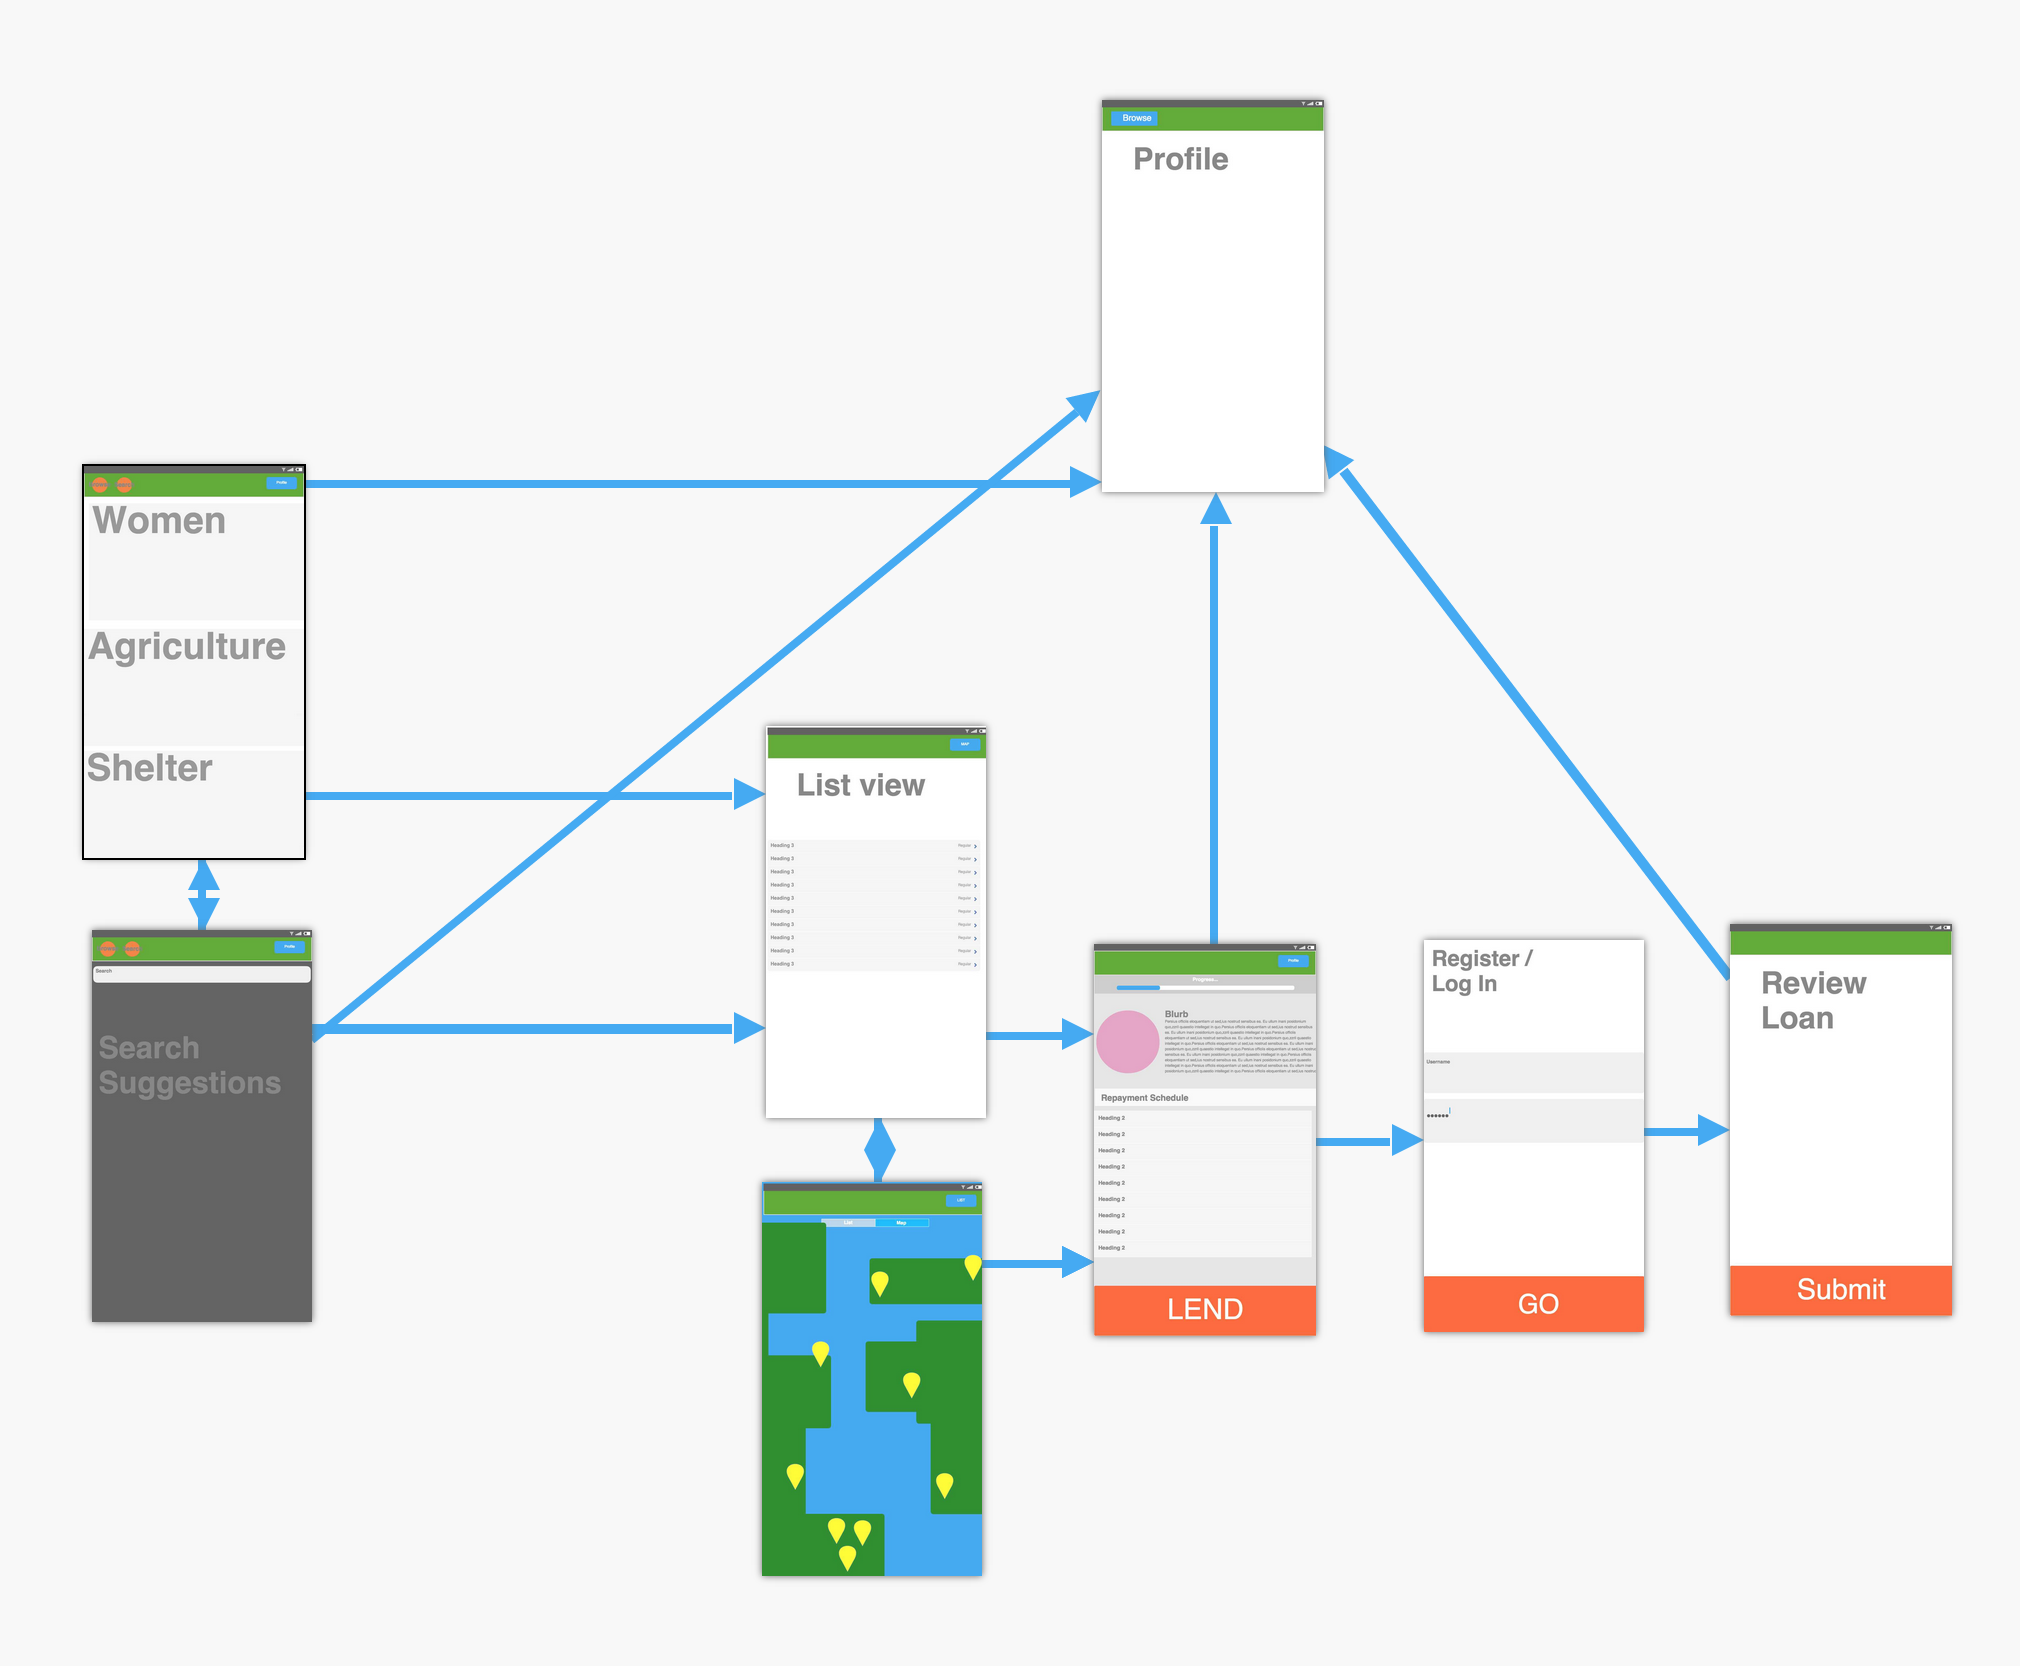 Browse
Profile
Profile
Women
Agriculture
Shelter
MAP
List view
Heading 3 Regular
Heading 3 Regular
Heading 3 Regular
Heading 3 Regular
Heading 3 Regular
Heading 3 Regular
Heading 3 Regular
Heading 3 Regular
Heading 3 Regular
Heading 3 Regular
Profile
Search
Search
Suggestions
LIST
List Map
Profile
Progress...
Blurb
Repayment Schedule
Heading 2
Heading 2
Heading 2
Heading 2
Heading 2
Heading 2
Heading 2
Heading 2
Heading 2
LEND
Register /
Log In
Username
GO
Review
Loan
Submit